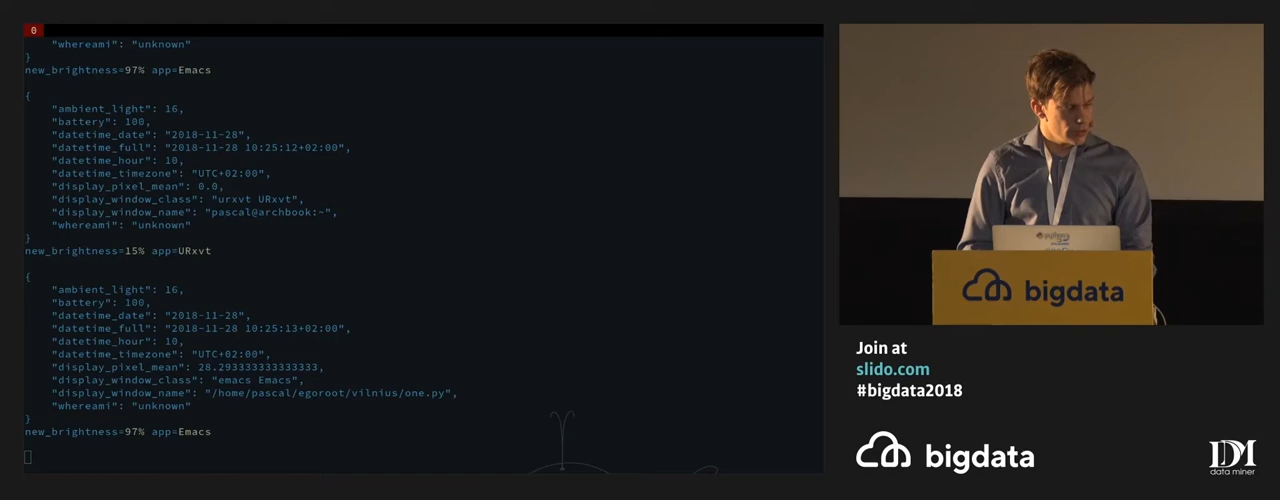 0
"whereami": "unknown"
}
new_brightness=97% app=Emacs
{
"ambient_light": 16,
"battery": 100,
"datetime_date": "2018-11-28",
"datetime_full": "2018-11-28 10:25:12+02:00",
"datetime_hour": 10,
"datetime_timezone": "UTC+02:00",
"display_pixel_mean": 0.0,
"display_window_class": "urxvt URxvt",
"display_window_name": "pascal@archbook:~",
"whereami": "unknown"
}
new_brightness=15% app=URxvt
{
"ambient_light": 16,
"battery": 100,
"datetime_date": "2018-11-28",
"datetime_full": "2018-11-28 10:25:13+02:00",
"datetime_hour": 10,
"datetime_timezone": "UTC+02:00",
"display_pixel_mean": 28.293333333333333,
"display_window_class": "emacs Emacs",
"display_window_name": "/home/pascal/egoroot/vilnius/one.py",
"whereami": "unknown"
}
new_brightness=97% app=Emacs
bigdata
Join at
slido.com
#bigdata2018
bigdata
DM
data miner